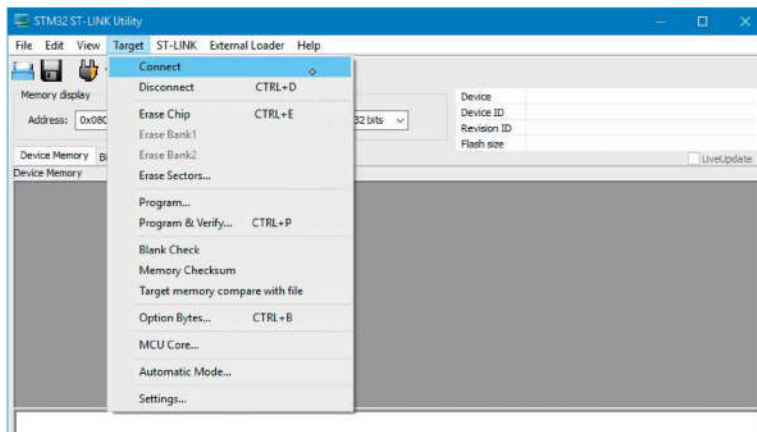 STM32 ST-LINK Utility
File Edit View Target ST-LINK External Loader Help
Connect
Disconnect CTRL+D
Erase Chip CTRL+E
Erase Bank1
Erase Bank2
Erase Sectors...
Program...
Program & Verify... CTRL+P
Blank Check
Memory Checksum
Target memory compare with file
Option Bytes... CTRL+B
MCU Core...
Automatic Mode...
Settings...
Memory display
Address: 0x080
32 bits
Device
Device ID
Revision ID
Flash size
LiveUpdate
Device Memory
Device Memory